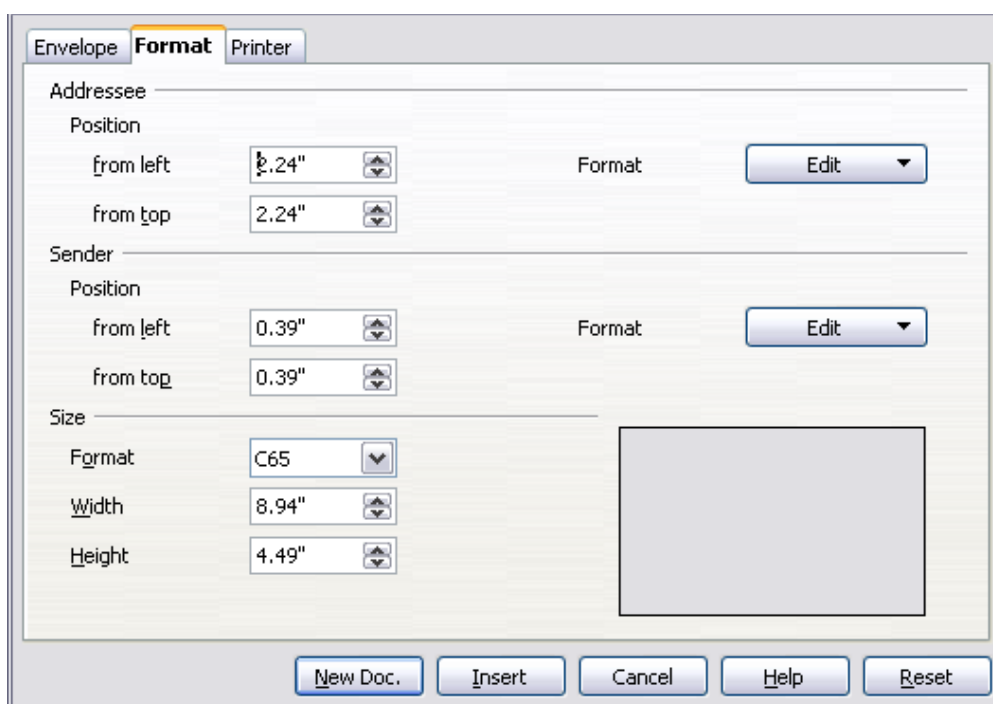 Envelope Format Printer
Addressee
Position
from left 2.24" Format Edit
from top 2.24"
Sender
Position
from left 0.39" Format Edit
from top 0.39"
Size
Format C65
Width 8.94"
Height 4.49"
New Doc. Insert Cancel Help Reset